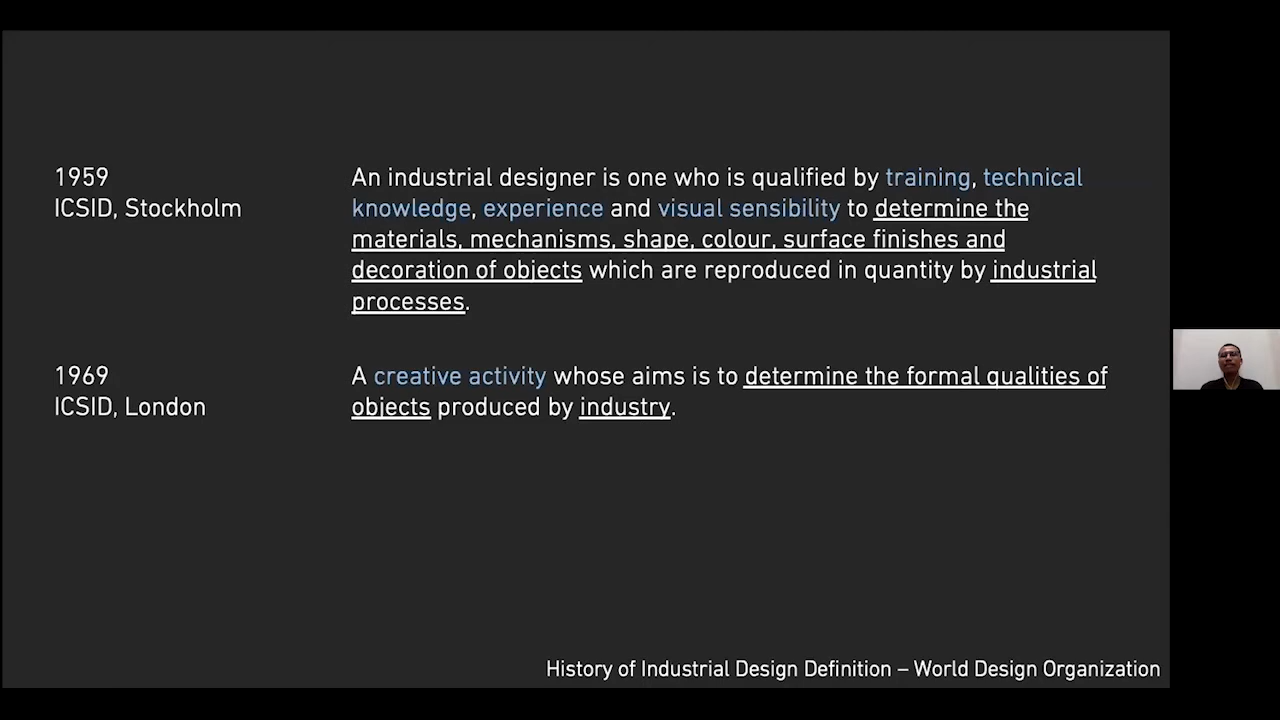 1959
ICSID, Stockholm
An industrial designer is one who is qualified by training, technical
knowledge, experience and visual sensibility to determine the
materials, mechanisms, shape, colour, surface finishes and
decoration of objects which are reproduced in quantity by industrial
processes.
1969
ICSID, London
A creative activity whose aims is to determine the formal qualities of
objects produced by industry.
History of Industrial Design Definition – World Design Organization